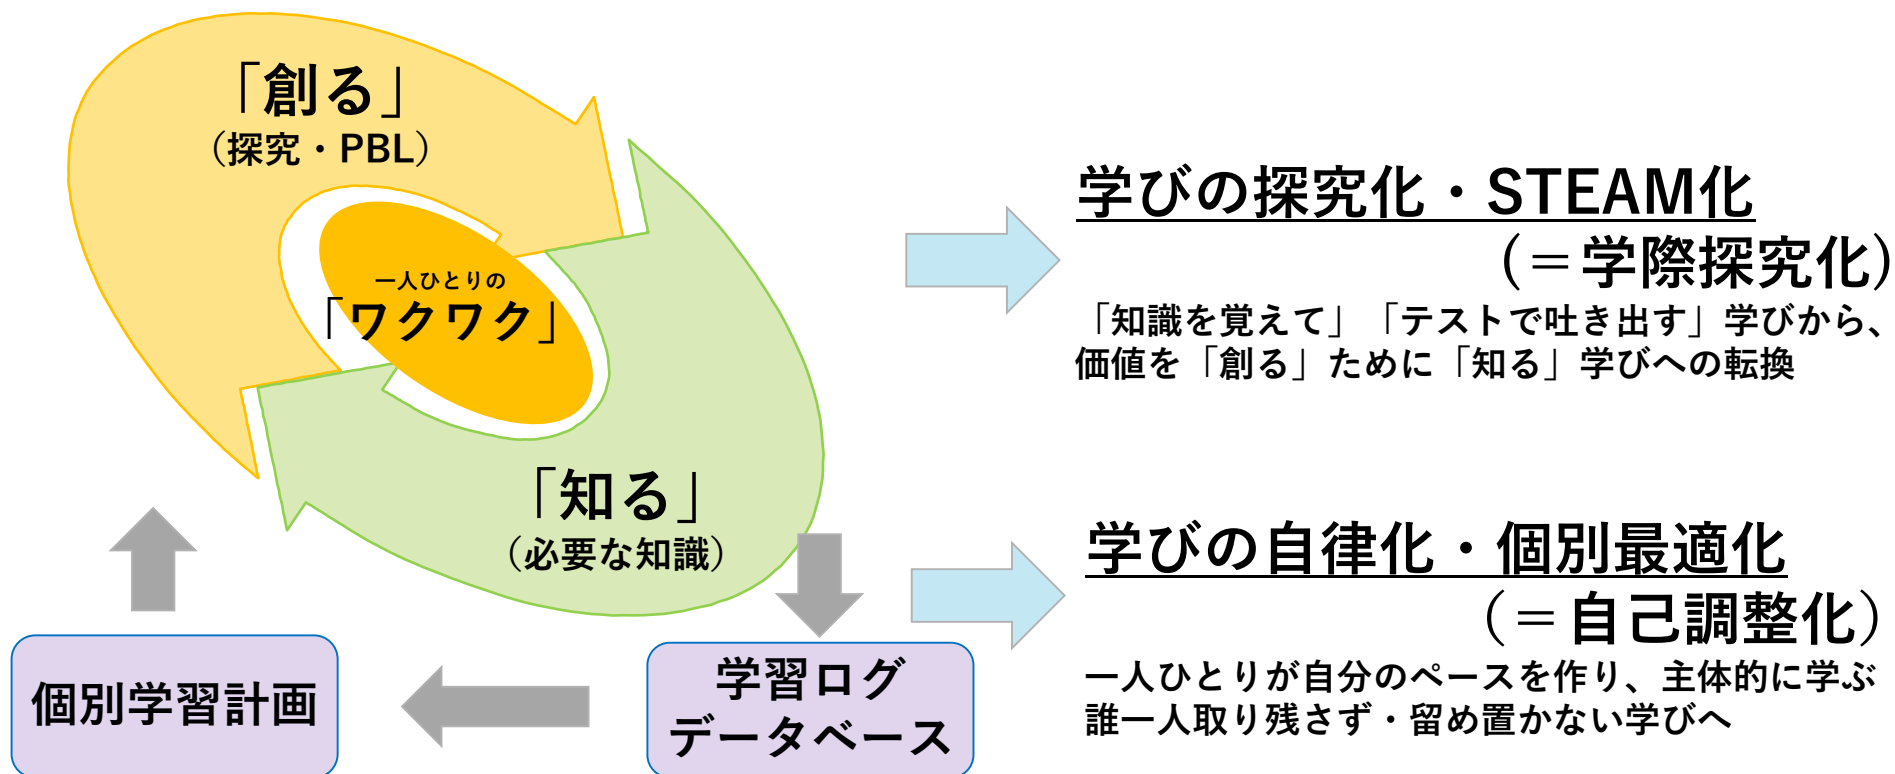 「創る」
（探究・PBL）
一人ひとりの
「ワクワク」
「知る」
（必要な知識）
個別学習計画
学習ログ
データベース
学びの探究化・STEAM化
（＝学際探究化）
「知識を覚えて」「テストで吐き出す」学びから、
価値を「創る」ために「知る」学びへの転換
学びの自律化・個別最適化
（＝自己調整化）
一人ひとりが自分のペースを作り、主体的に学ぶ
誰一人取り残さず・留め置かない学びへ